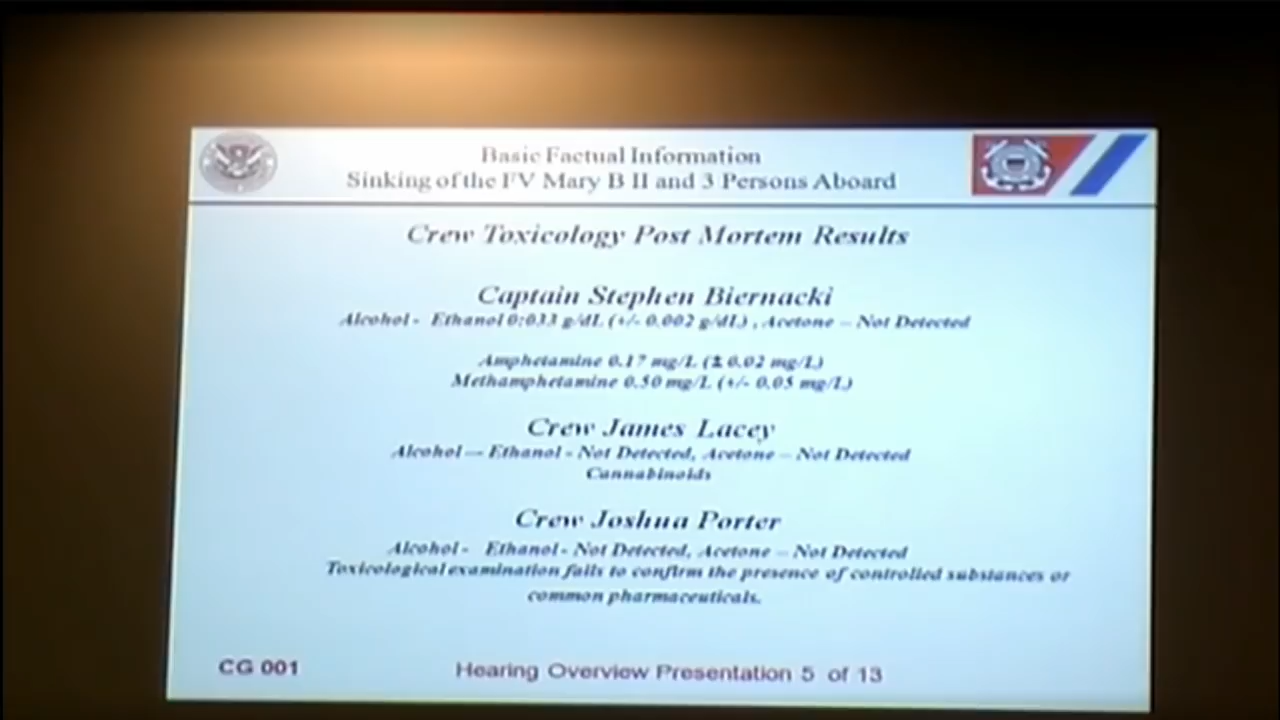 Basic Factual Information
Sinking of the FV Mary B II and 3 Persons Aboard
Crew Toxicology Post Mortem Results
Captain Stephen Biernacki
Alcohol - Ethanol 0:033 g/dL (+/- 0.002 g/dL) , Acetone – Not Detected
Amphetamine 0.17 mg/L (± 0.02 mg/L)
Methamphetamine 0.50 mg/L (+/- 0.05 mg/L)
Crew James Lacey
Alcohol — Ethanol - Not Detected, Acetone – Not Detected
Cannabinoids
Crew Joshua Porter
Alcohol - Ethanol - Not Detected, Acetone – Not Detected
Toxicological examination fails to confirm the presence of controlled substances or
common pharmaceuticals.
CG 001
Hearing Overview Presentation 5 of 13